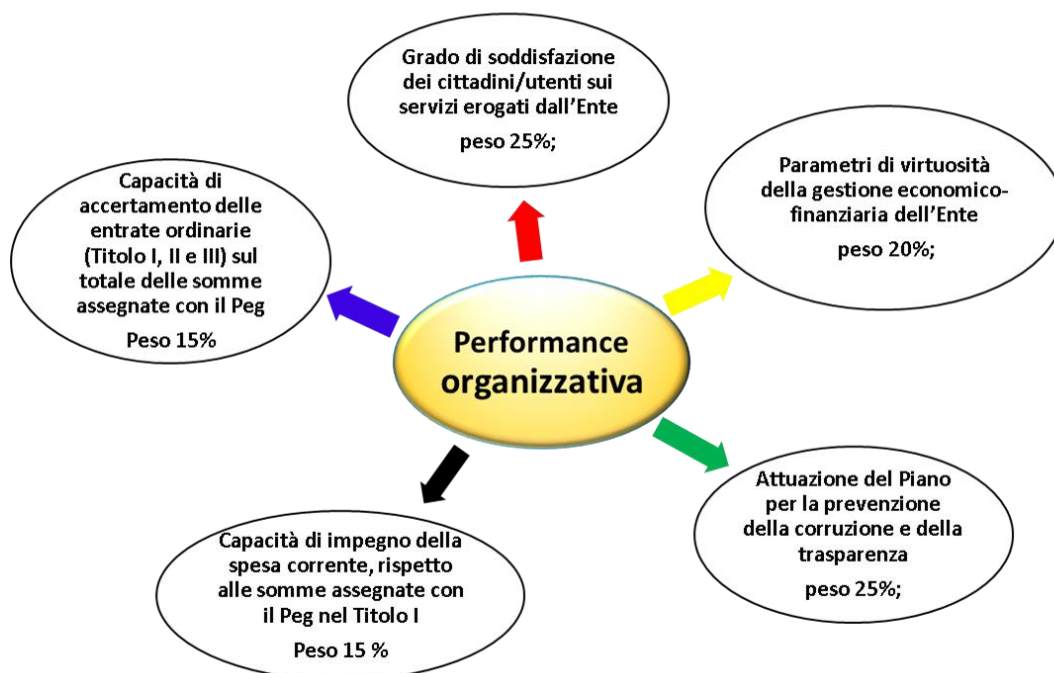 Grado di soddisfazione
dei cittadini/utenti sui
servizi erogati dall'Ente
peso 25%;
Parametri di virtuosità
della gestione economico-
finanziaria dell'Ente
peso 20%;
Capacità di
accertamento delle
entrate ordinarie
(Titolo I, II e III) sul
totale delle somme
assegnate con il Peg
Peso 15%
Performance
organizzativa
Attuazione del Piano
per la prevenzione
della corruzione e della
trasparenza
peso 25%;
Capacità di impegno della
spesa corrente, rispetto
alle somme assegnate con
il Peg nel Titolo I
Peso 15 %